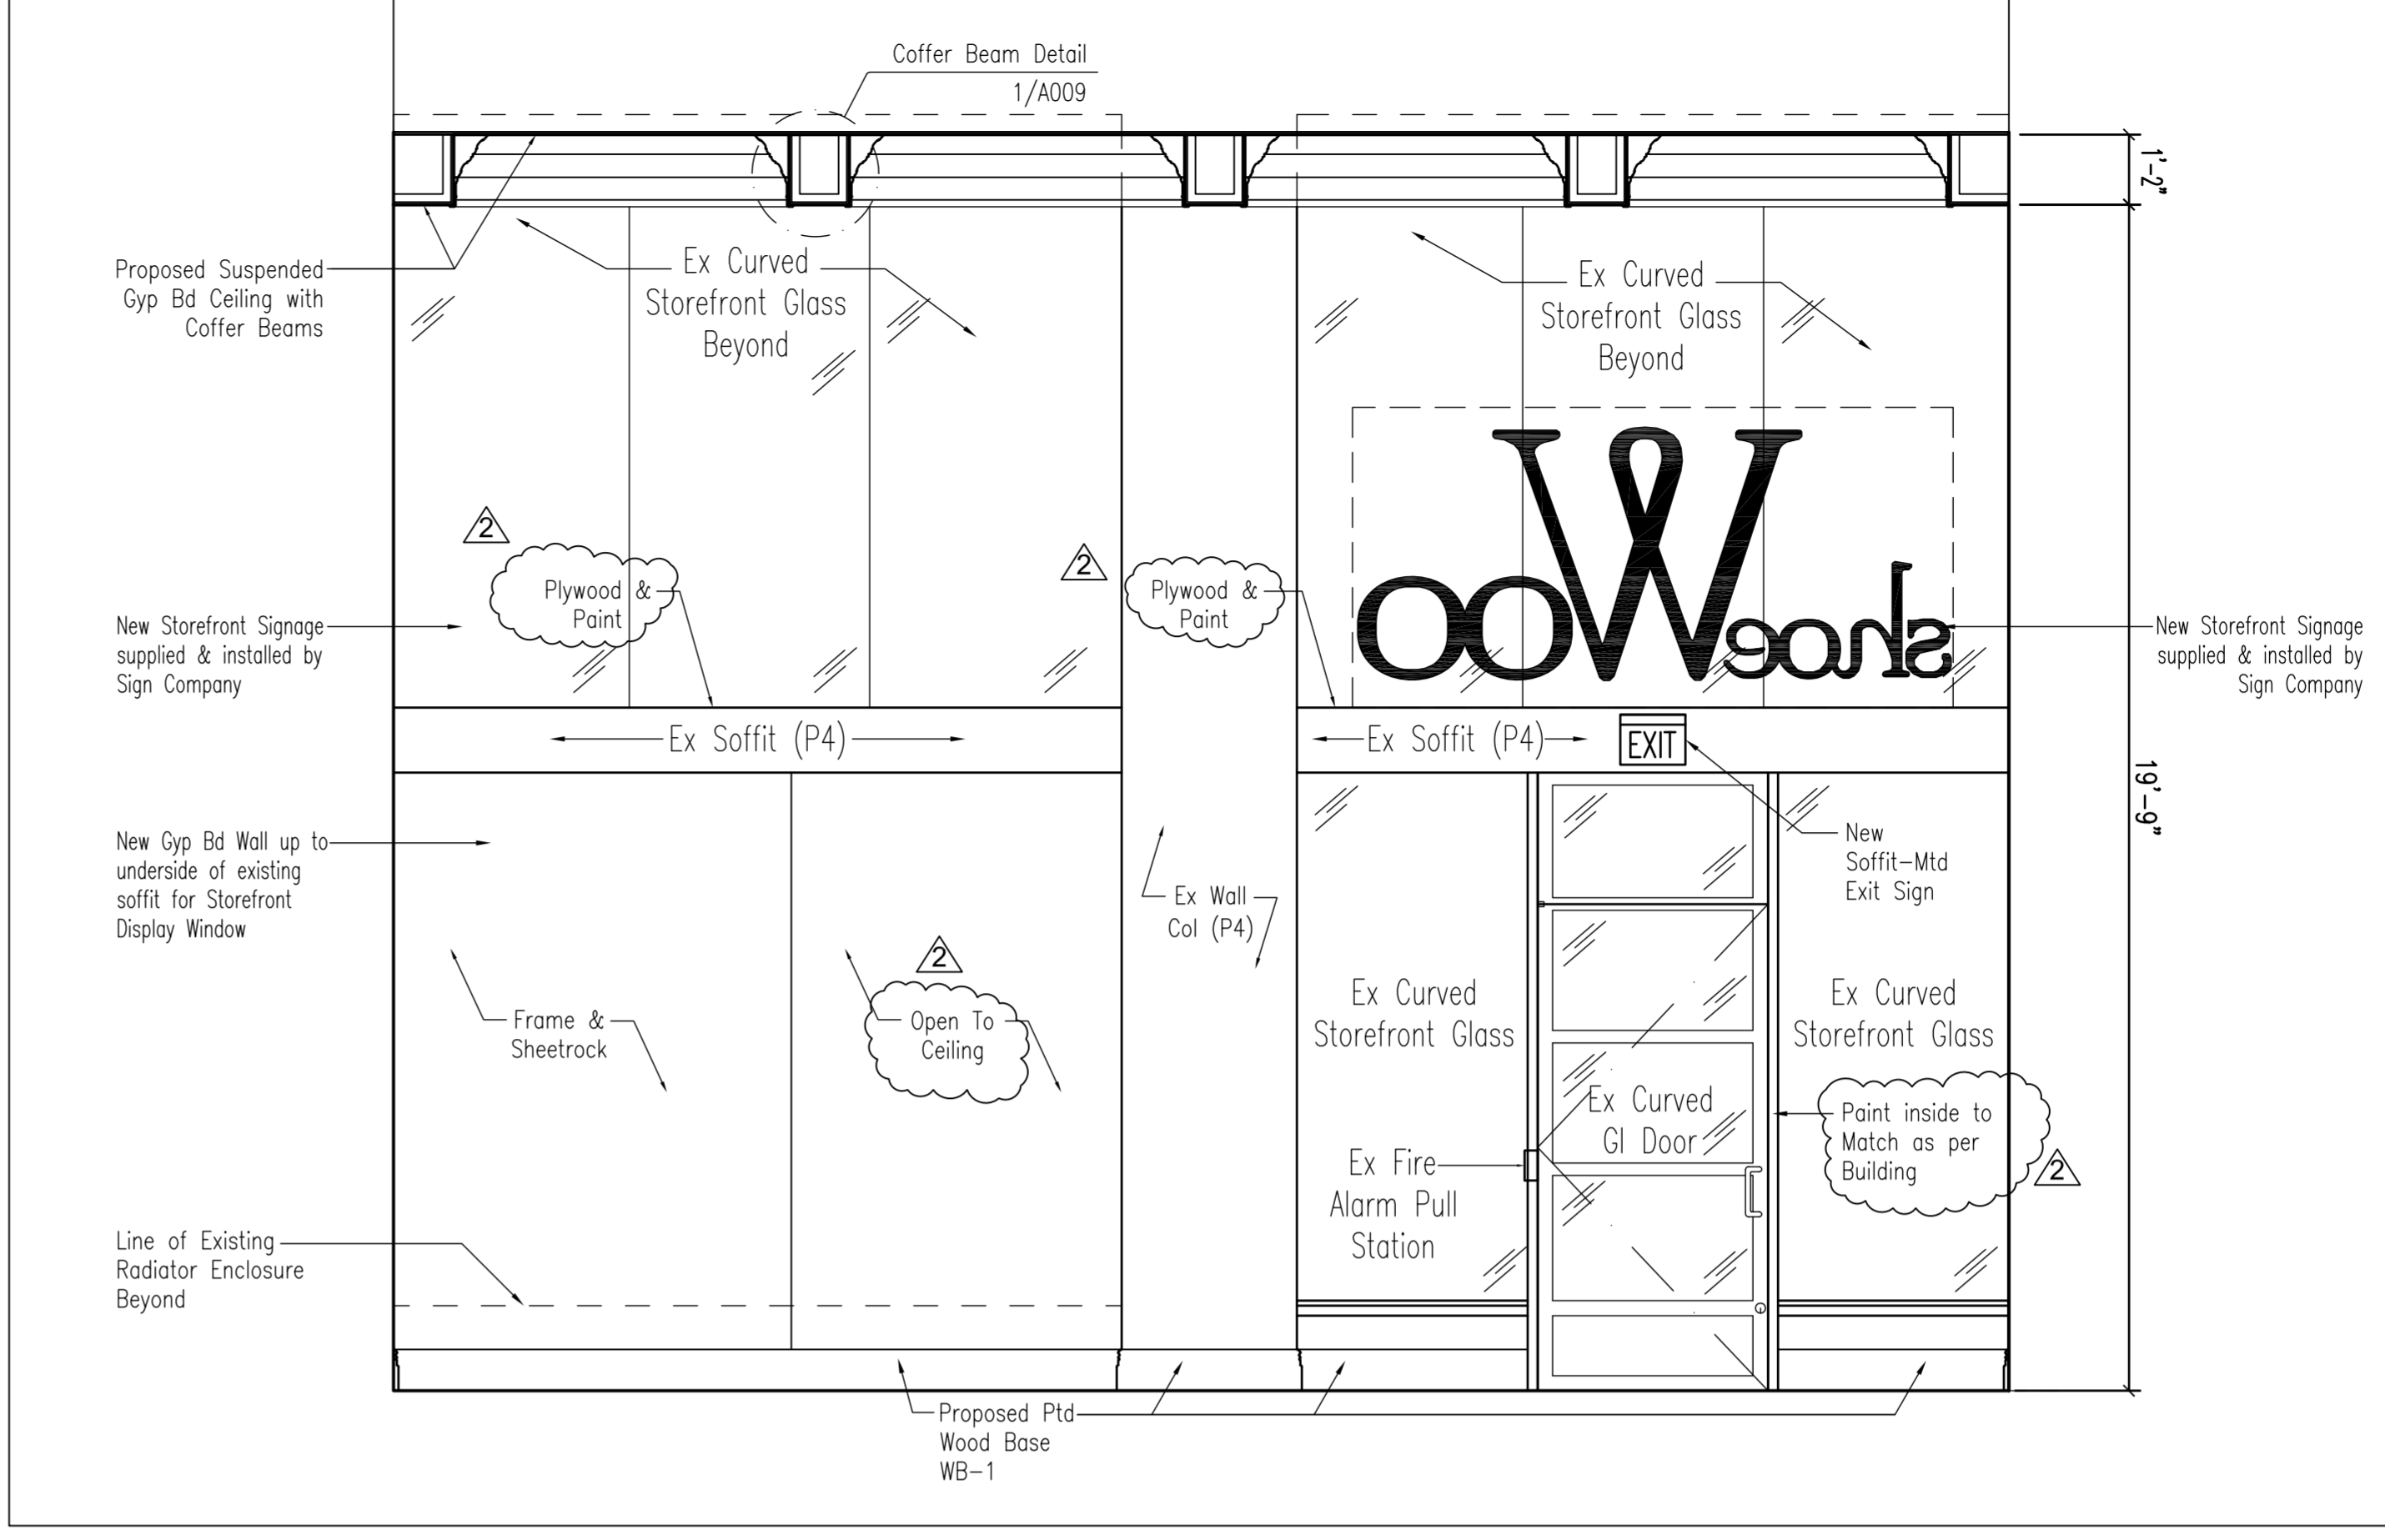 Coffer Beam Detail
1/A009
1'-2"
Proposed Suspended
Gyp Bd Ceiling with
Coffer Beams
Ex Curved
Storefront Glass
Beyond
Ex Curved
Storefront Glass
Beyond
2
Plywood &
Paint
2
Plywood &
Paint
shoeWoo
New Storefront Signage
supplied & installed by
Sign Company
New Storefront Signage
supplied & installed by
Sign Company
Ex Soffit (P4)
Ex Soffit (P4)
EXIT
19'-9"
New Gyp Bd Wall up to
underside of existing
soffit for Storefront
Display Window
New
Soffit-Mtd
Exit Sign
Ex Wall
Col (P4)
Frame &
Sheetrock
2
Open To
Ceiling
Ex Curved
Storefront Glass
Ex Curved
Storefront Glass
Ex Curved
Gl Door
Paint inside to
Match as per
Building
2
Ex Fire
Alarm Pull
Station
Line of Existing
Radiator Enclosure
Beyond
Proposed Ptd
Wood Base
WB-1